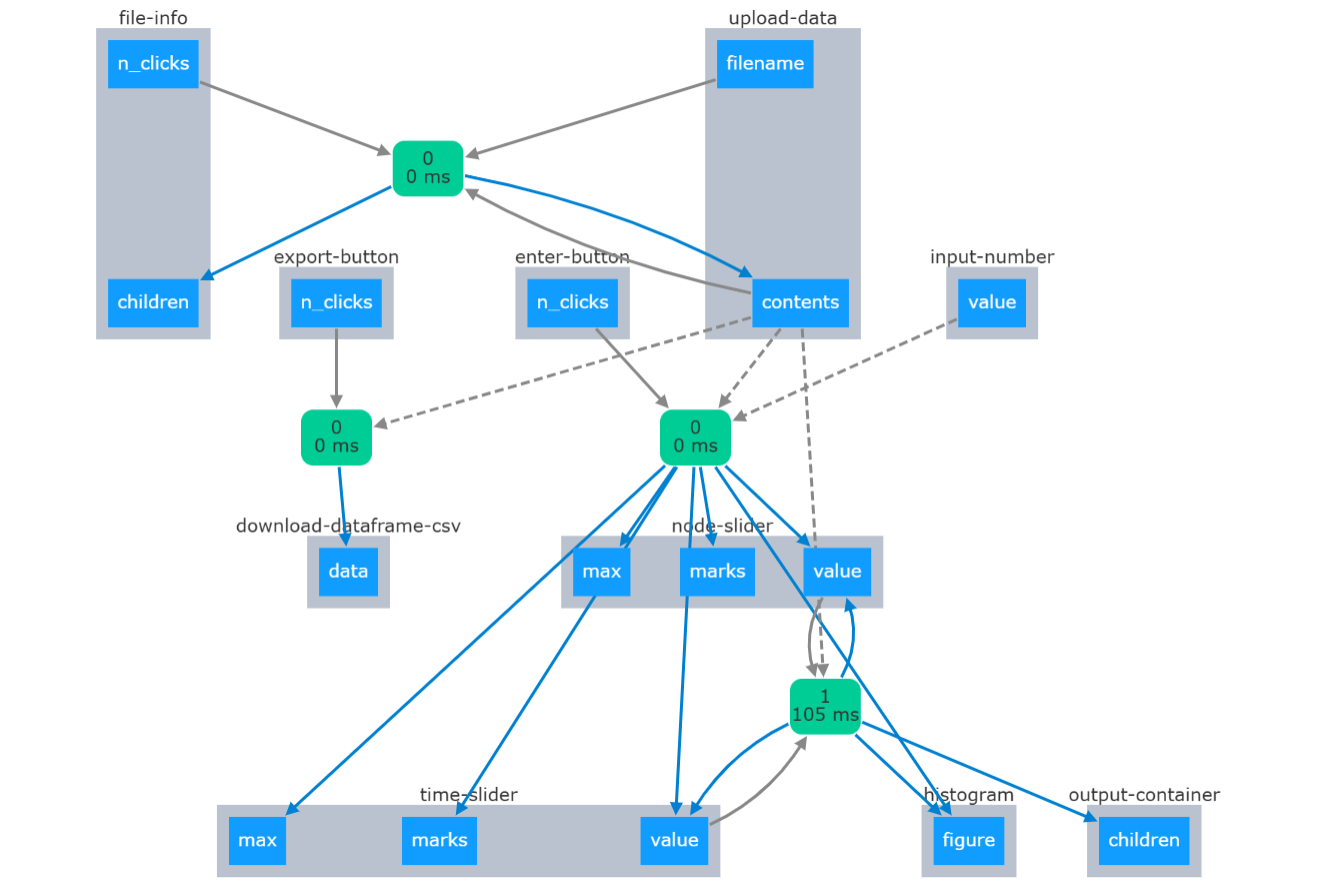 file-info
upload-data
n_clicks
filename
0
0 ms
export-button
enter-button
input-number
children
n_clicks
n_clicks
contents
value
0
0 ms
0
0 ms
download-dataframe-csv
node-slider
data
max
marks
value
1
105 ms
time-slider
histogram
output-container
max
marks
value
figure
children